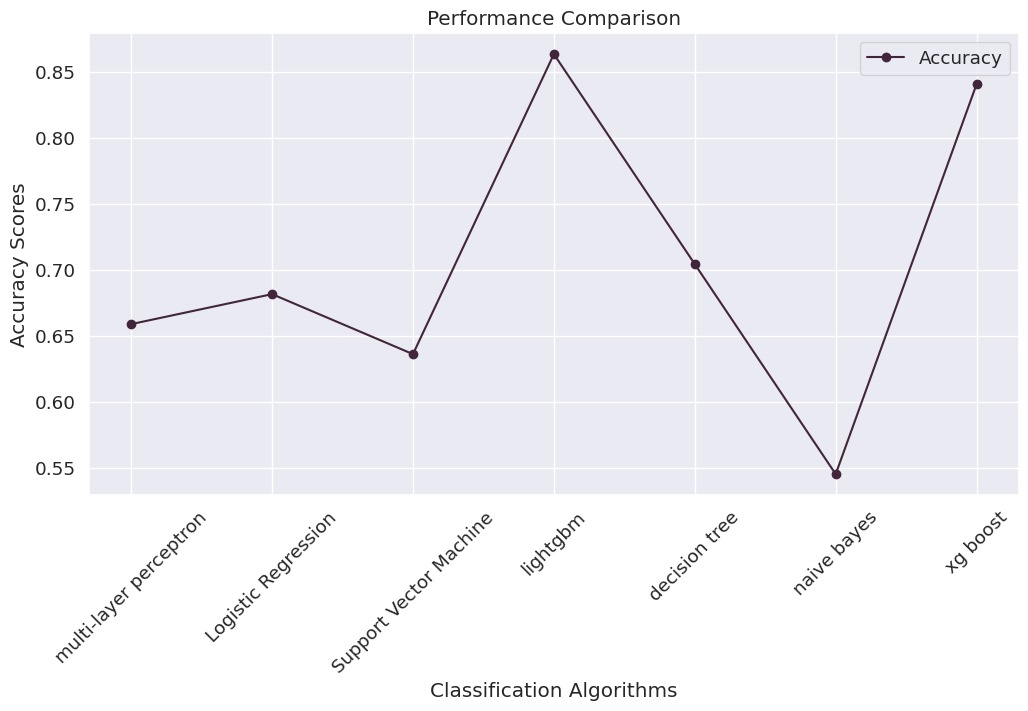 Performance Comparison
Accuracy
0.85
0.80
0.75
0.70
0.65
0.60
0.55
Accuracy Scores
multi-layer perceptron
Logistic Regression
Support Vector Machine
lightgbm
decision tree
naive bayes
xg boost
Classification Algorithms